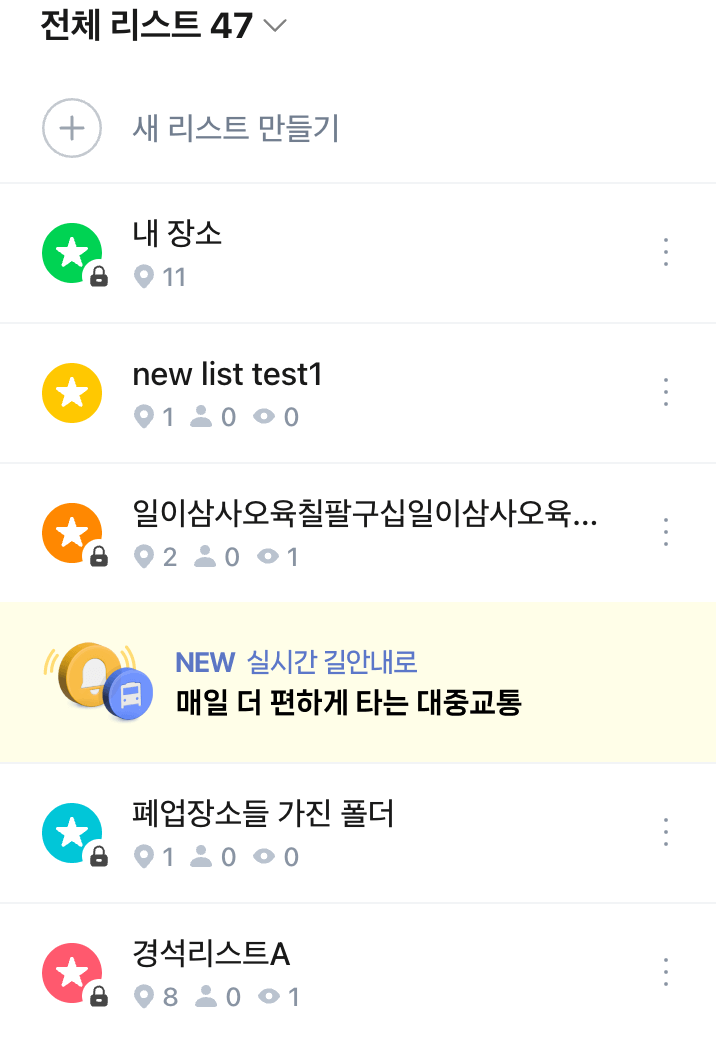 전체 리스트 47
새 리스트 만들기
내 장소
11
new list test1
1 0 0
일이삼사오육칠팔구십일이삼사오육...
2 0 1
NEW 실시간 길안내로
매일 더 편하게 타는 대중교통
폐업장소들 가진 폴더
1 0 0
경석리스트A
8 0 1